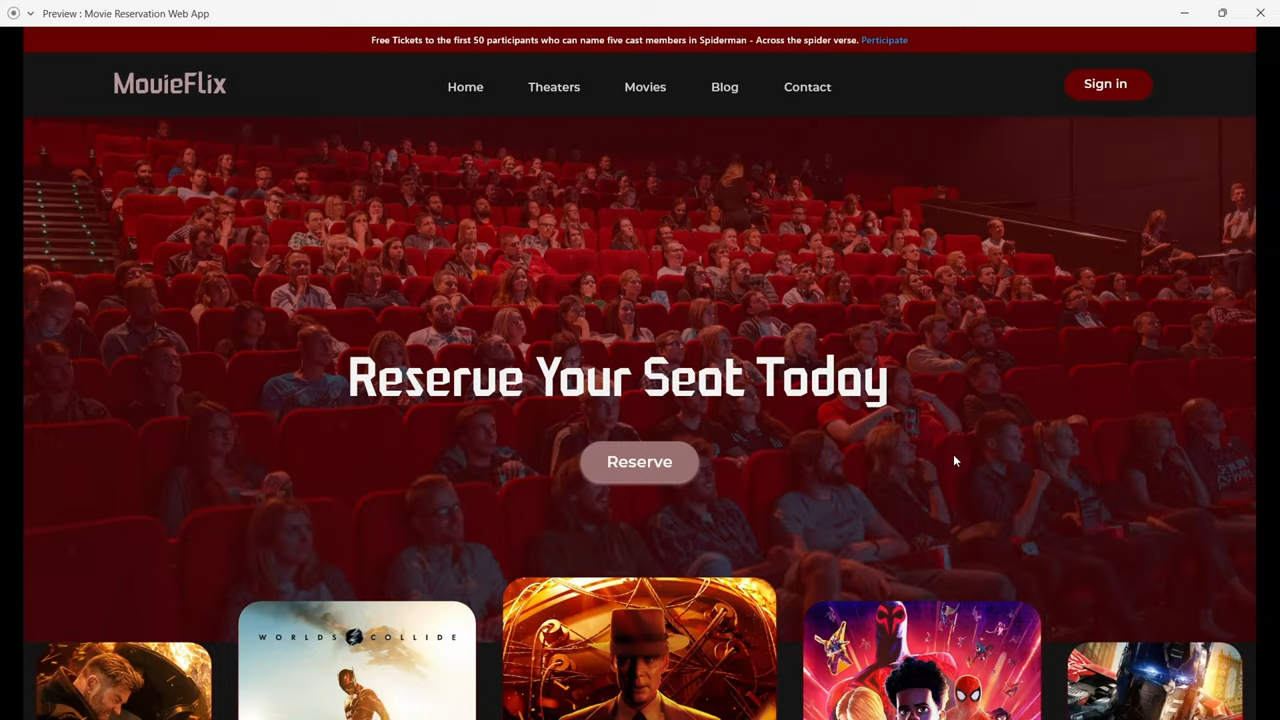 Preview : Movie Reservation Web App
Free Tickets to the first 50 participants who can name five cast members in Spiderman - Across the spider verse. Perticipate
MovieFlix
Home
Theaters
Movies
Blog
Contact
Sign in
Reserve Your Seat Today
Reserve
WORLDS COLLIDE